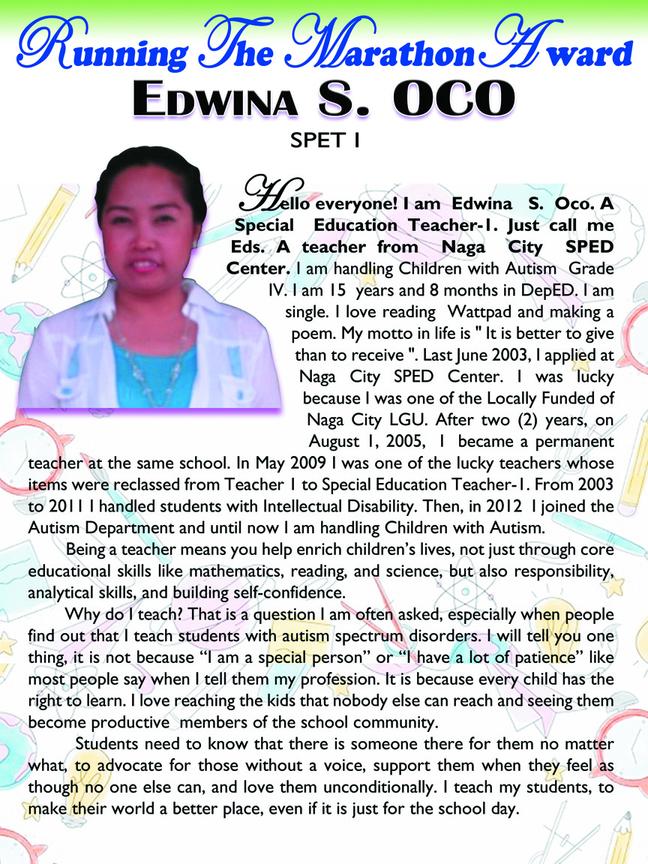 Running The Marathon Award
EDWINA S. OCO
SPET 1
Hello everyone! I am Edwina S. Oco. A
Special Education Teacher-1. Just call me
Eds. A teacher from Naga City SPED
Center. I am handling Children with Autism Grade
IV. I am 15 years and 8 months in DepED. I am
single. I love reading Wattpad and making a
poem. My motto in life is " It is better to give
than to receive ". Last June 2003, I applied at
Naga City SPED Center. I was lucky
because I was one of the Locally Funded of
Naga City LGU. After two (2) years, on
August 1, 2005, I became a permanent
teacher at the same school. In May 2009 I was one of the lucky teachers whose
items were reclassed from Teacher 1 to Special Education Teacher-1. From 2003
to 2011 I handled students with Intellectual Disability. Then, in 2012 I joined the
Autism Department and until now I am handling Children with Autism.
Being a teacher means you help enrich children's lives, not just through core
educational skills like mathematics, reading, and science, but also responsibility,
analytical skills, and building self-confidence.
Why do I teach? That is a question I am often asked, especially when people
find out that I teach students with autism spectrum disorders. I will tell you one
thing, it is not because “I am a special person” or “I have a lot of patience” like
most people say when I tell them my profession. It is because every child has the
right to learn. I love reaching the kids that nobody else can reach and seeing them
become productive members of the school community.
Students need to know that there is someone there for them no matter
what, to advocate for those without a voice, support them when they feel as
though no one else can, and love them unconditionally. I teach my students, to
make their world a better place, even if it is just for the school day.